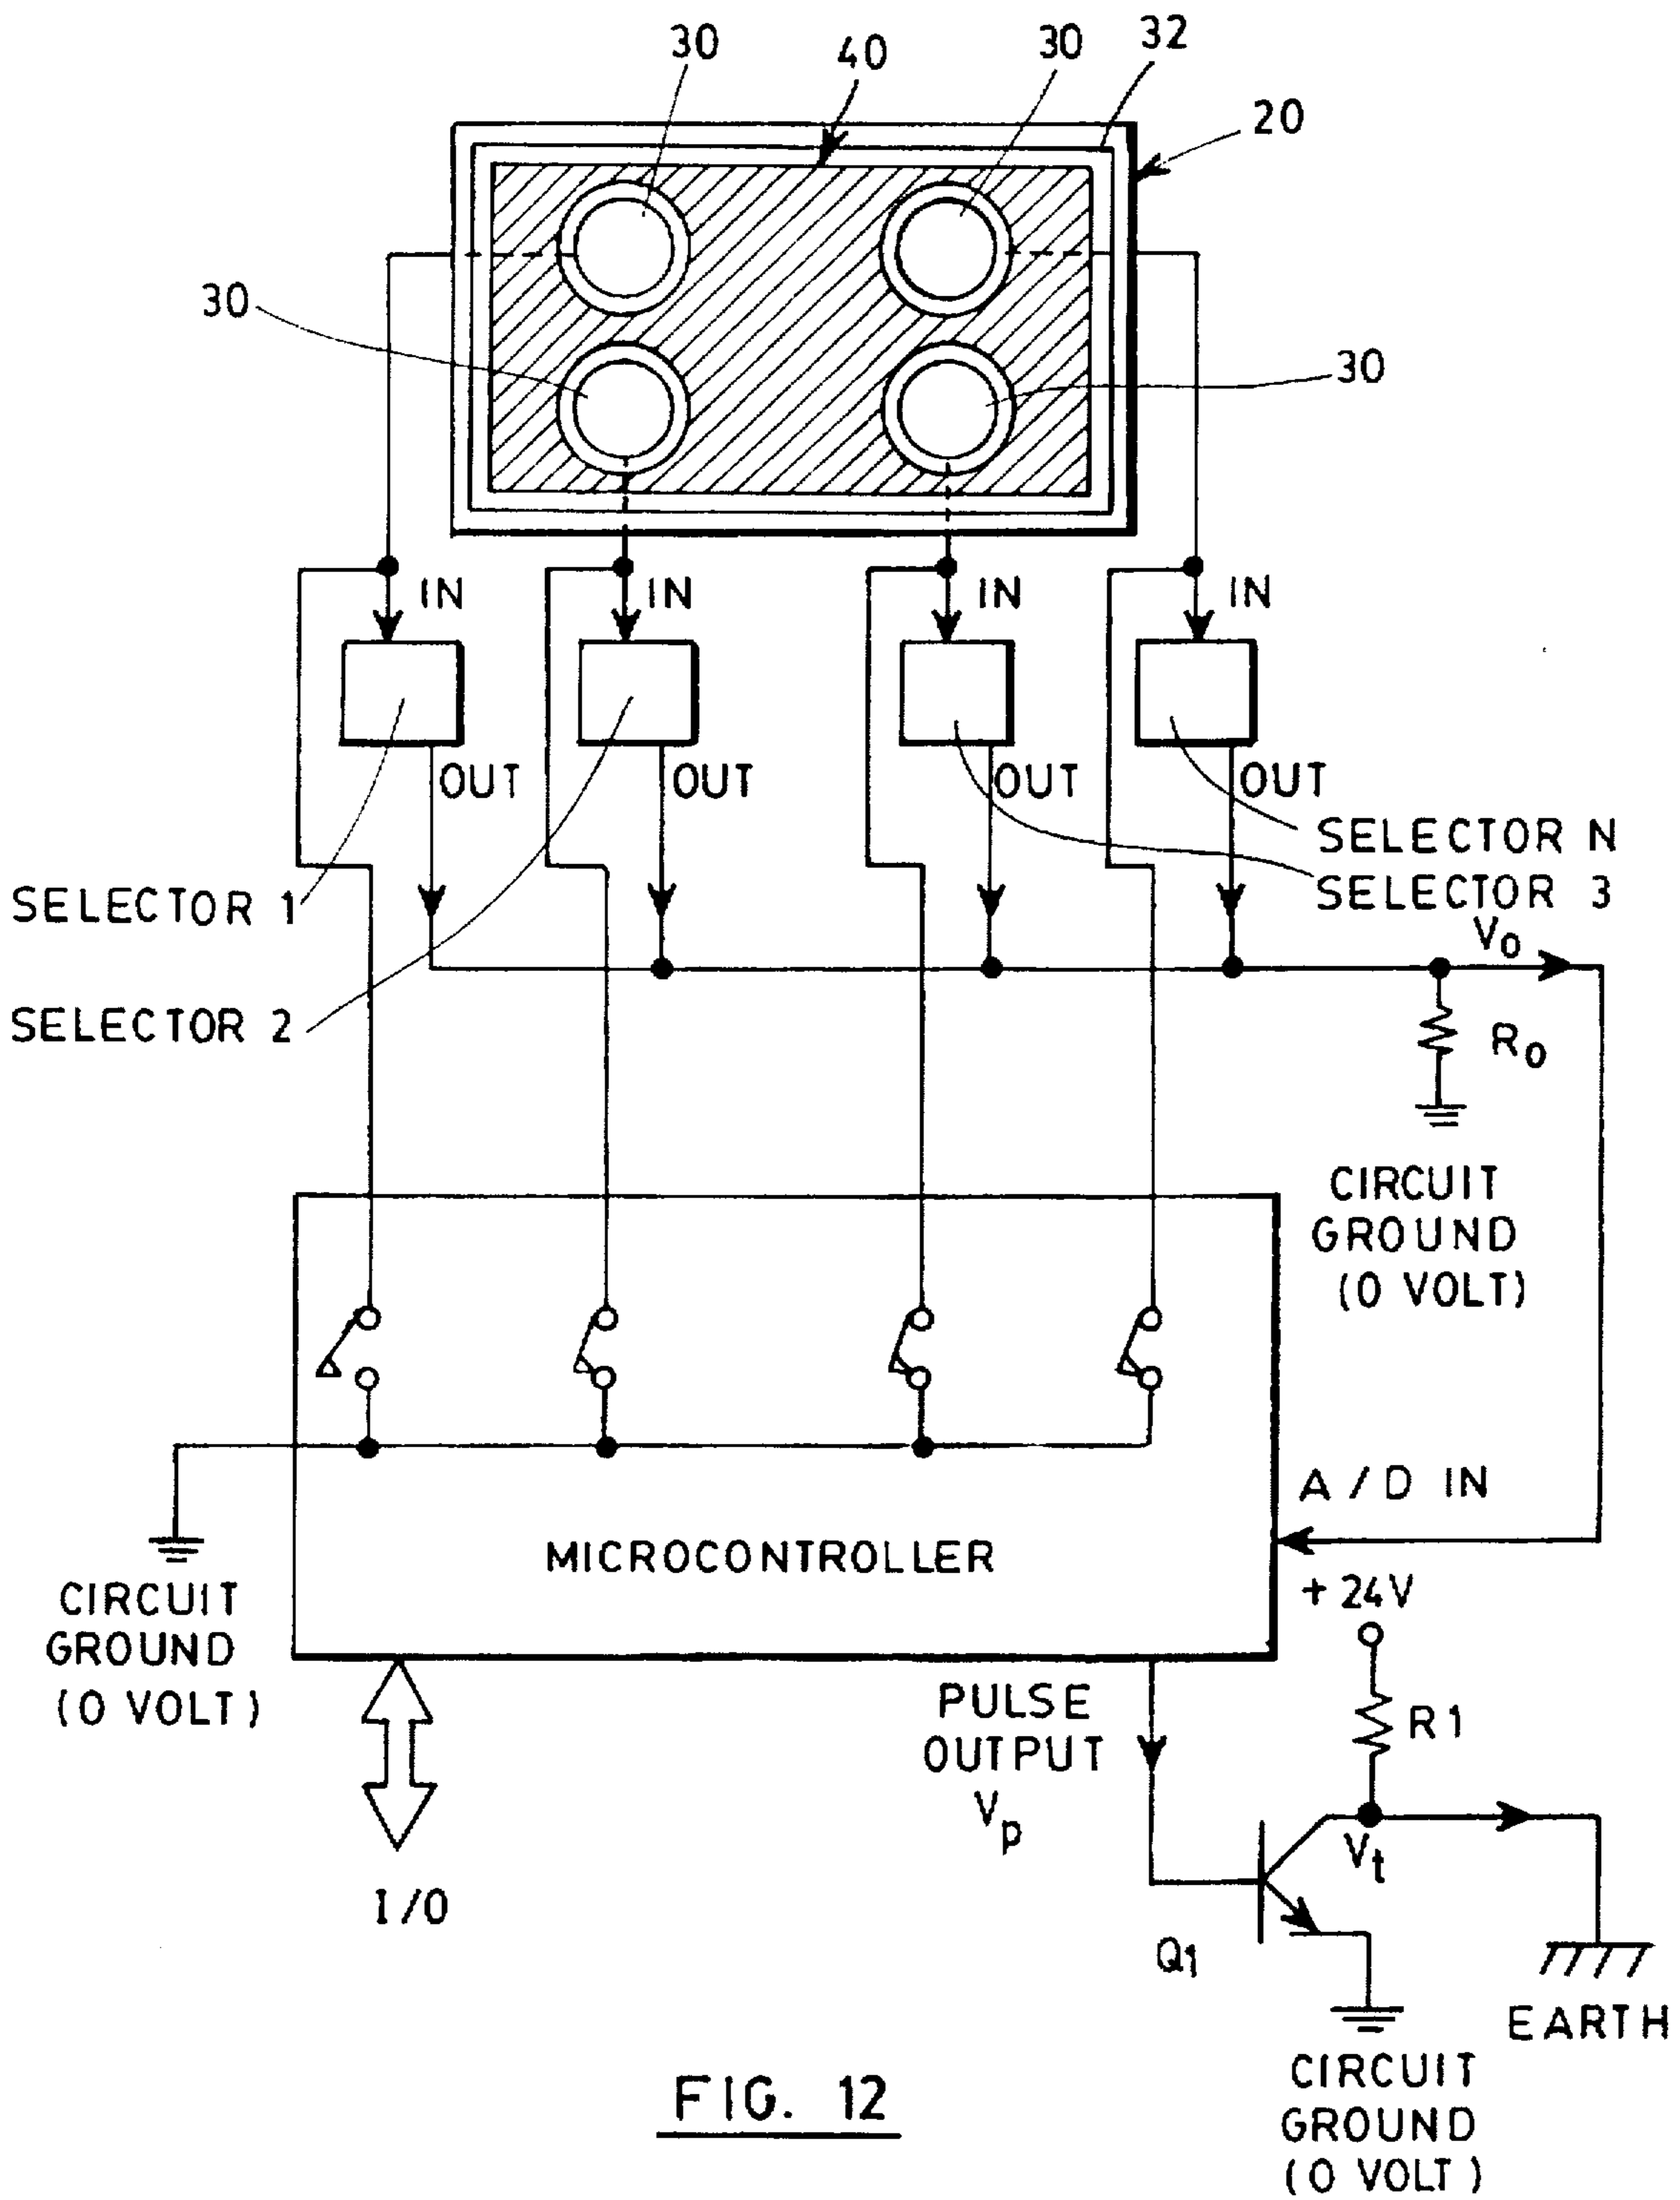 30
40
30
32
20
30
30
IN
IN
IN
IN
OUT
OUT
OUT
OUT
SELECTOR N
SELECTOR 3
SELECTOR 1
Vo
SELECTOR 2
Ro
CIRCUIT
GROUND
(0 VOLT)
A/D IN
MICROCONTROLLER
+24V
CIRCUIT
GROUND
(0 VOLT)
PULSE
OUTPUT
Vp
R1
Vt
I/O
Q1
EARTH
CIRCUIT
GROUND
(0 VOLT)
FIG. 12